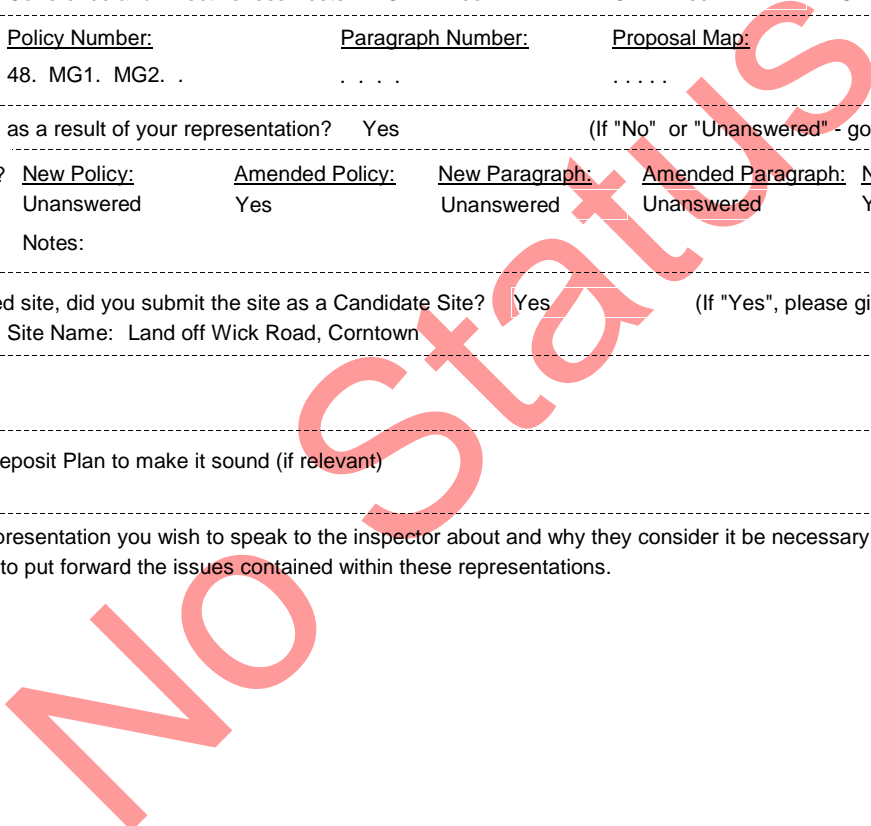 Policy Number: Paragraph Number: Proposal Map:
48. MG1. MG2. . . . . . . . . . .
as a result of your representation? Yes (If "No" or "Unanswered" - go
? New Policy: Amended Policy: New Paragraph: Amended Paragraph: N
Unanswered Yes Unanswered Unanswered Y
Notes:
ed site, did you submit the site as a Candidate Site? Yes (If "Yes", please gi
Site Name: Land off Wick Road, Corntown
eposit Plan to make it sound (if relevant)
presentation you wish to speak to the inspector about and why they consider it be necessary
to put forward the issues contained within these representations.
No Status